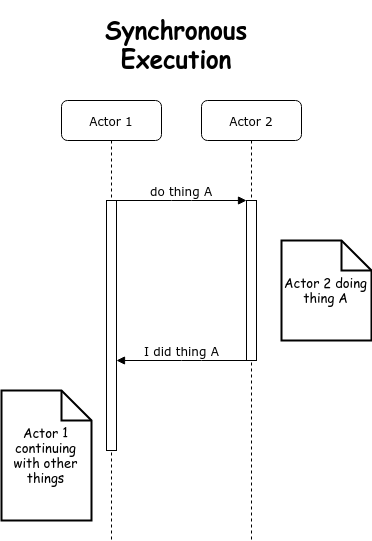 Synchronous
Execution
Actor 1
Actor 2
do thing A
Actor 2 doing
thing A
I did thing A
Actor 1
continuing
with other
things